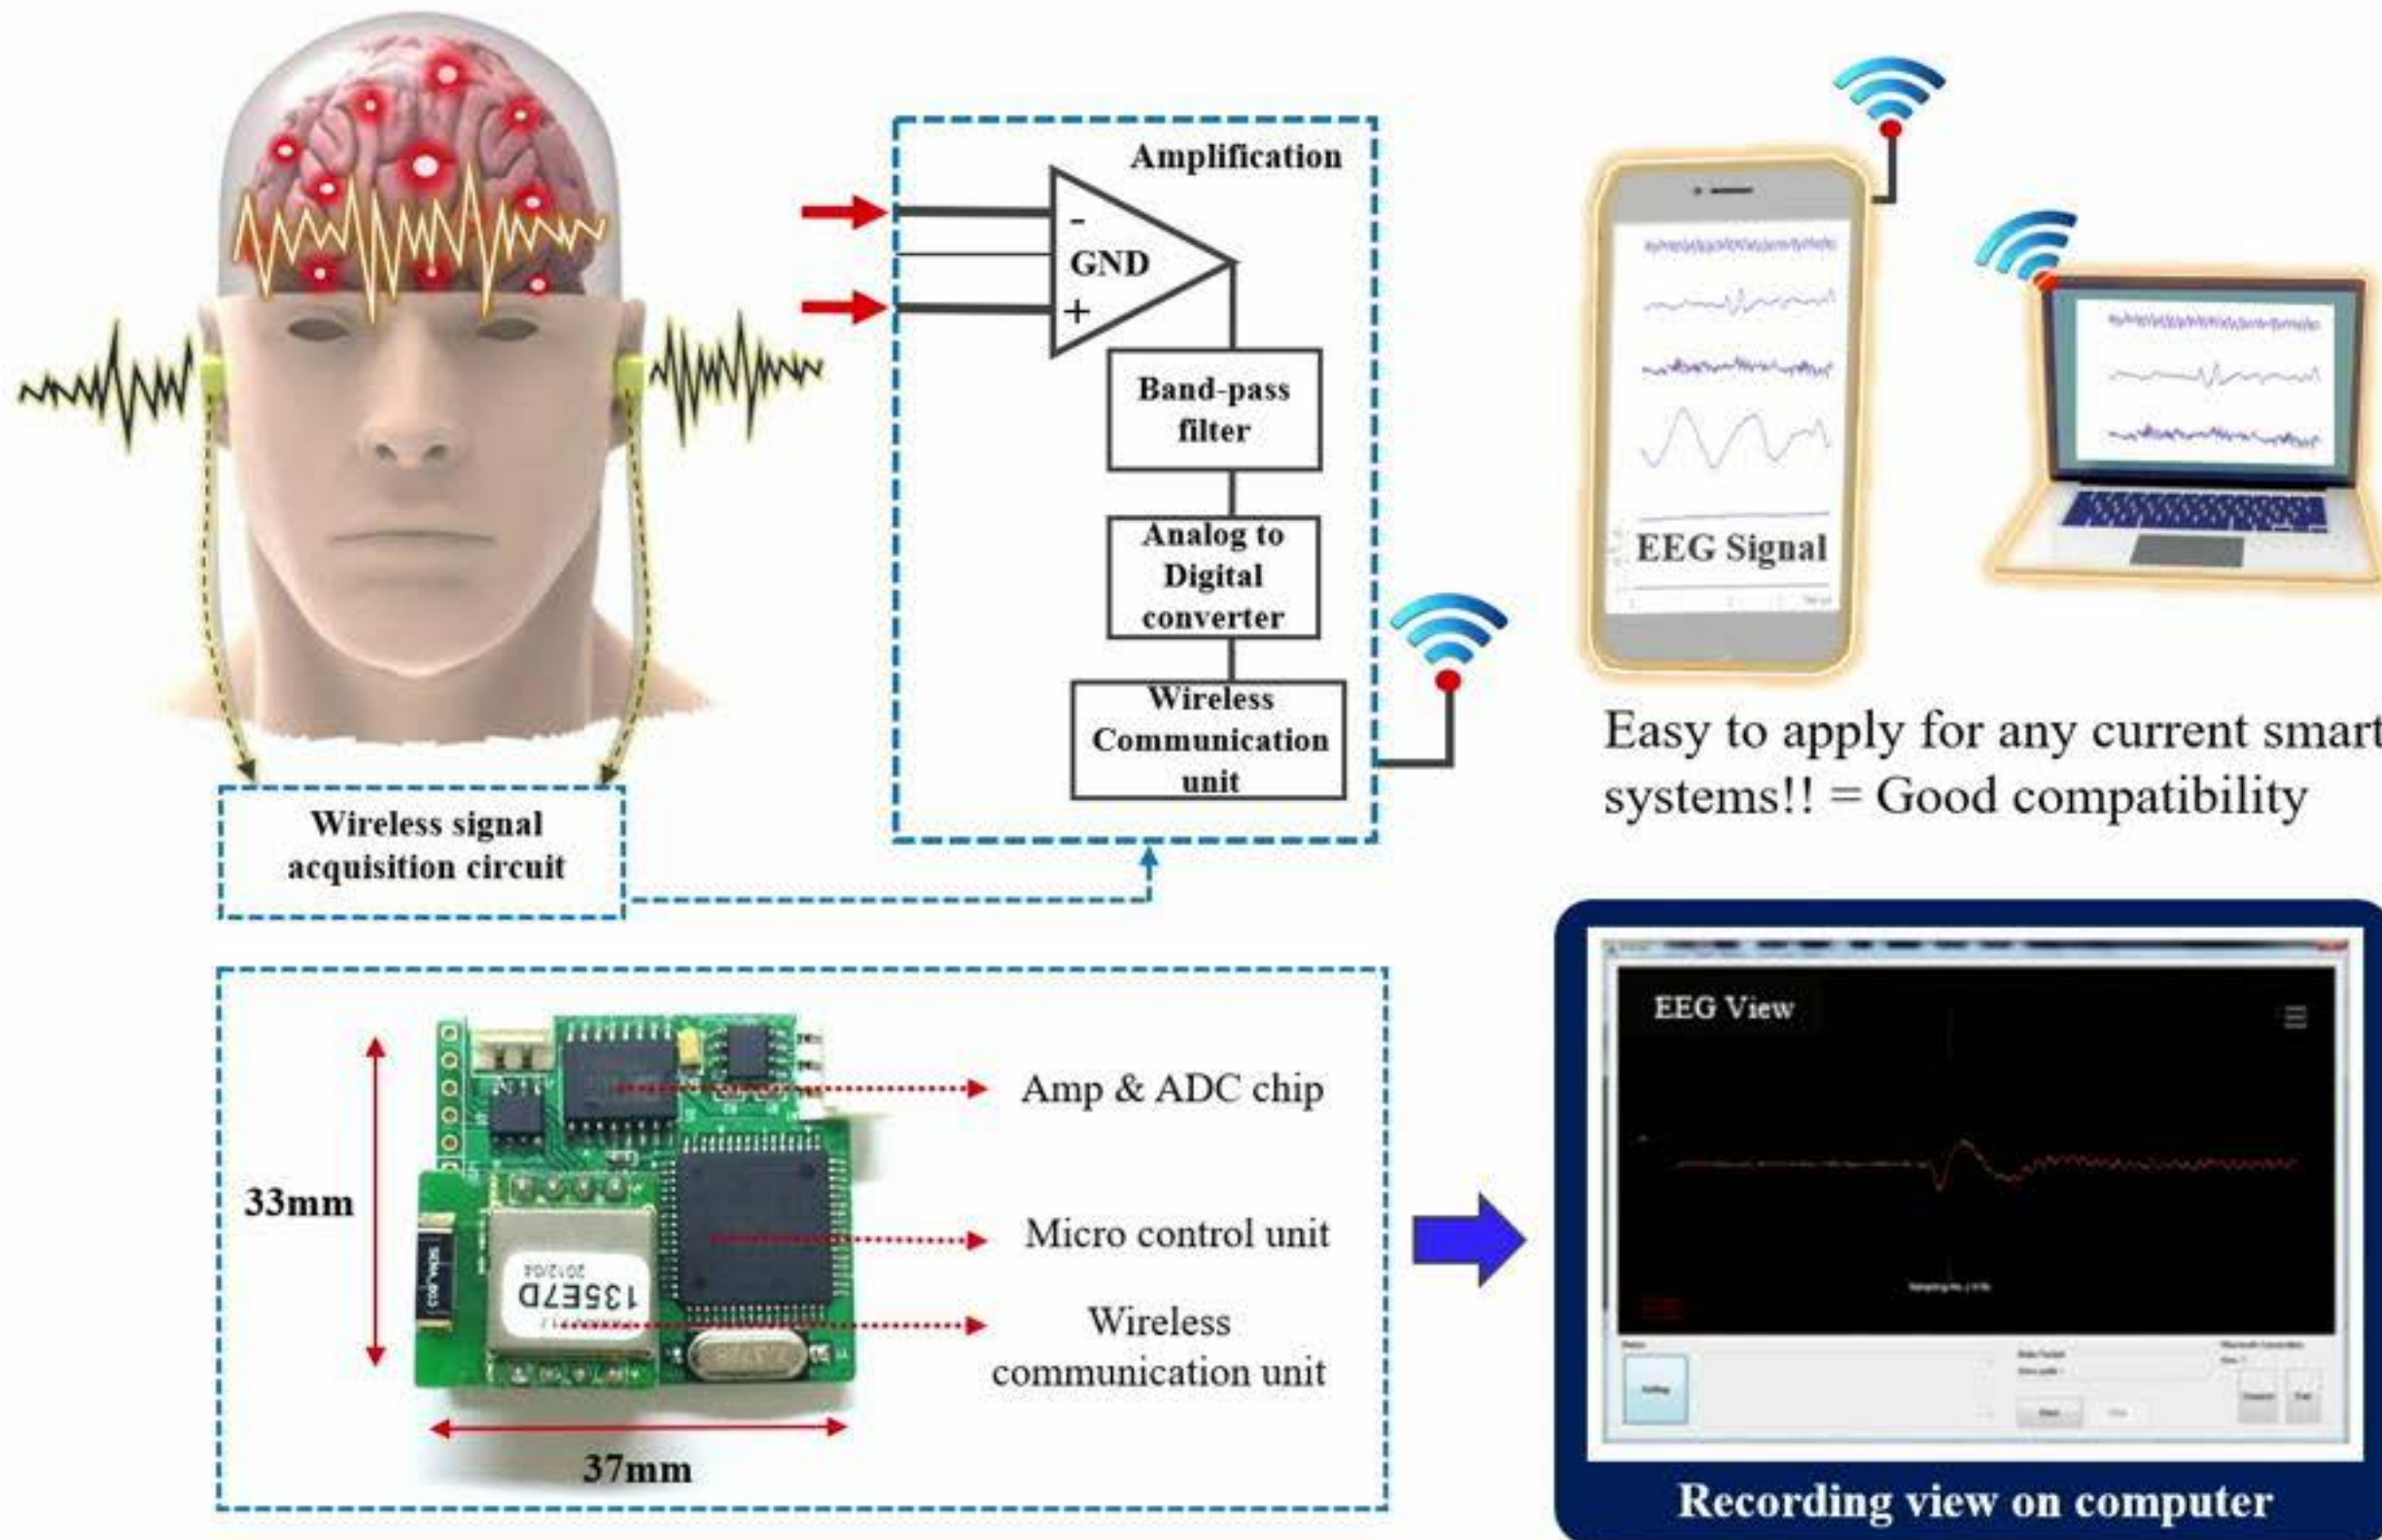 Amplification
-
GND
+
Band-pass
filter
Analog to
Digital
converter
Wireless
Communication
unit
EEG Signal
Easy to apply for any current smart
systems!! = Good compatibility
Wireless signal
acquisition circuit
33mm
37mm
2012/04
135E7D
Amp & ADC chip
Micro control unit
Wireless
communication unit
EEG View
Recording view on computer